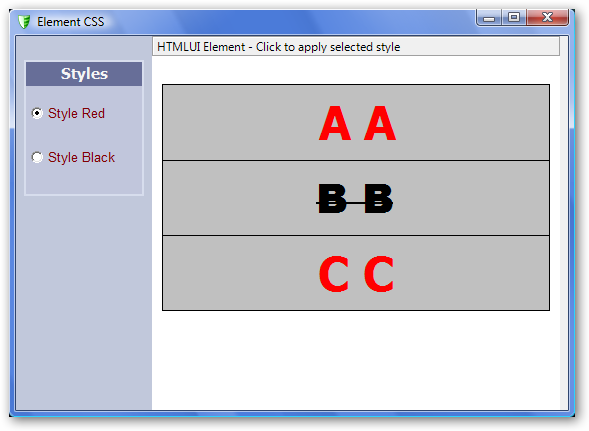 Element CSS
HTMLUI Element - Click to apply selected style
Styles
Style Red
Style Black
A A
B B
C C